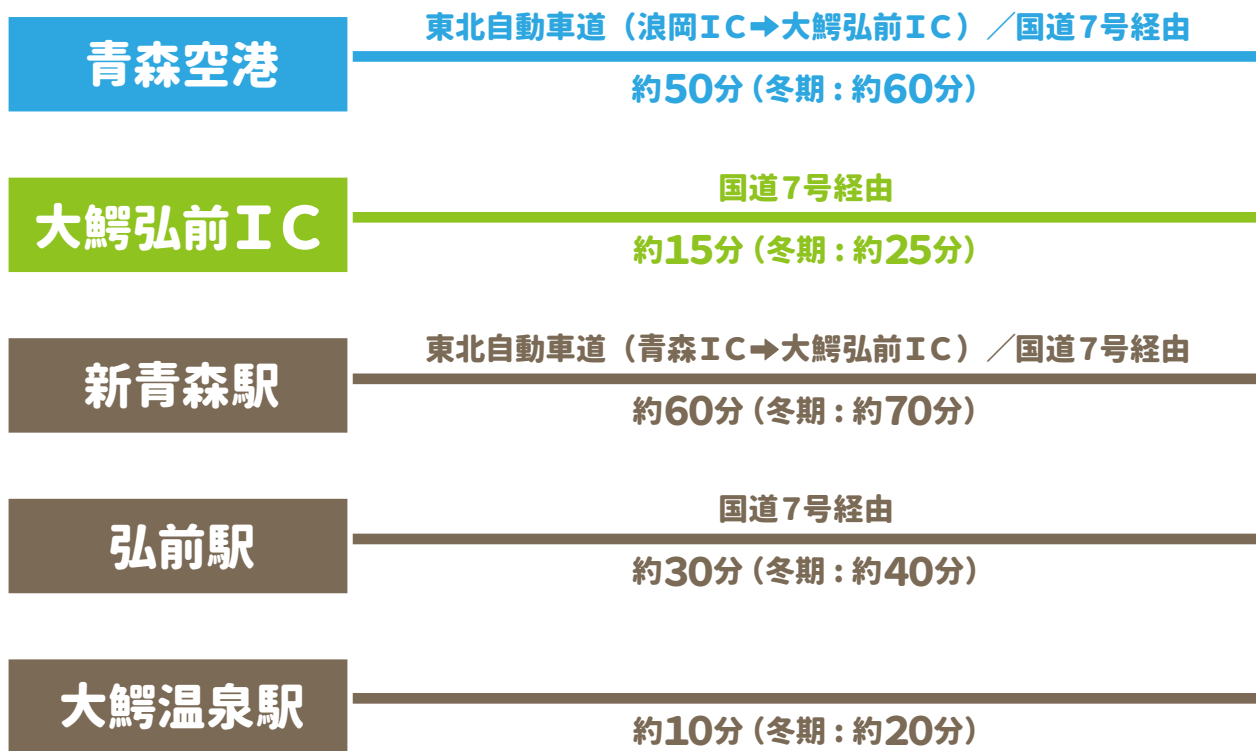 青森空港
東北自動車道（浪岡ＩＣ➡大鰐弘前ＩＣ）／国道7号経由
約50分（冬期：約60分）
大鰐弘前ＩＣ
国道7号経由
約15分（冬期：約25分）
新青森駅
東北自動車道（青森ＩＣ➡大鰐弘前ＩＣ）／国道7号経由
約60分（冬期：約70分）
弘前駅
国道7号経由
約30分（冬期：約40分）
大鰐温泉駅
約10分（冬期：約20分）